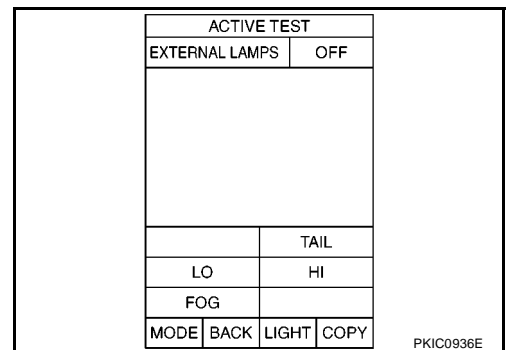 ACTIVE TEST
EXTERNAL LAMPS OFF
TAIL
LO HI
FOG
MODE BACK LIGHT COPY
PKIC0936E